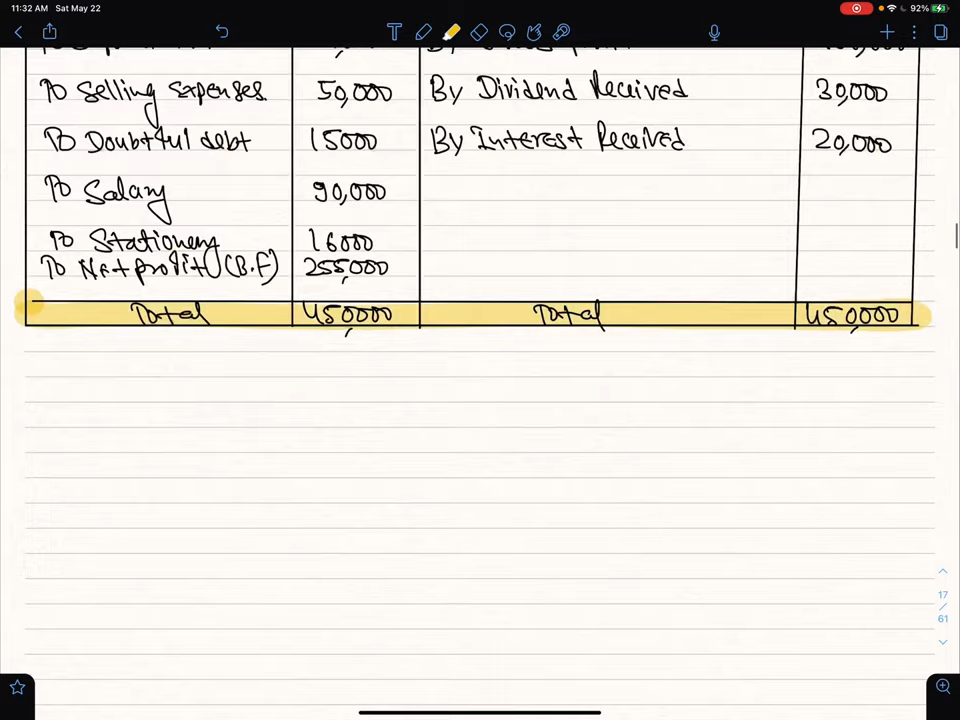 11:32 AM Sat May 22
92%
To Selling expenses. 50,000 By Dividend Received 30,000
To Doubtful debt 15000 By Interest Received 20,000
To Salary 90,000
To Stationery 16000
To Net profit (B.F) 255,000
Total 450,000 Total 450,000
17
/
61